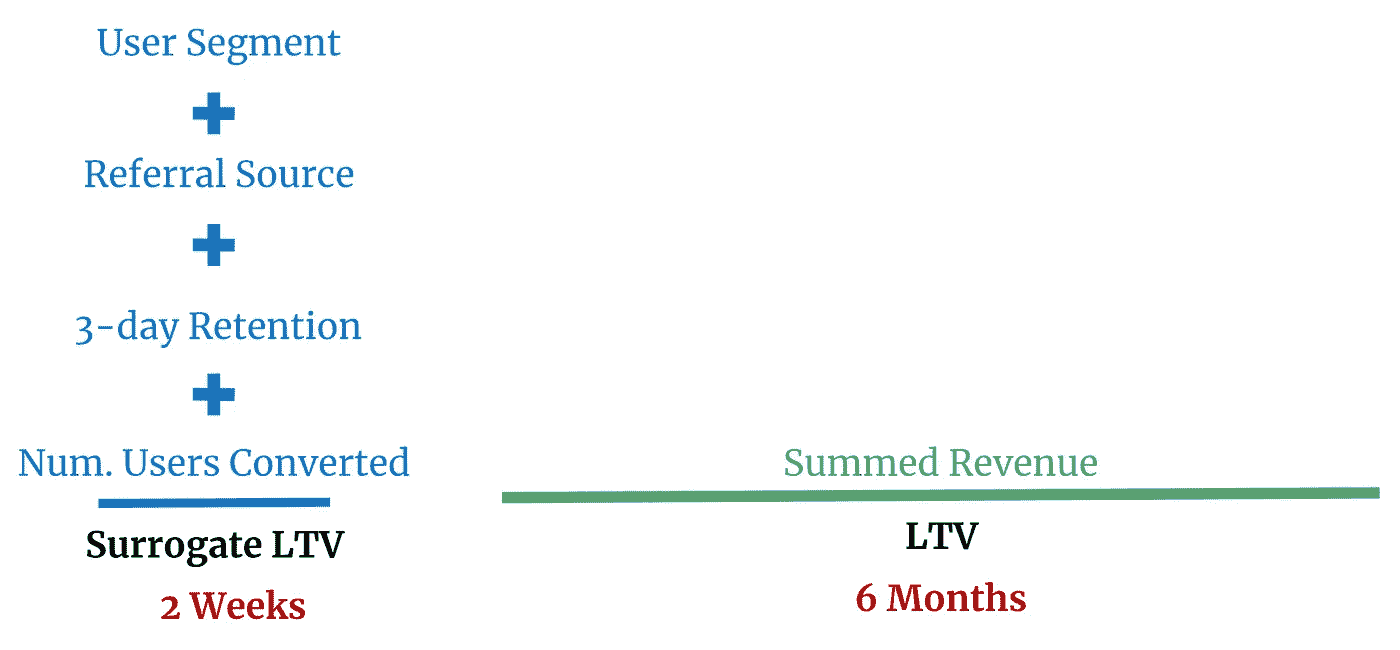 User Segment
+
Referral Source
+
3-day Retention
+
Num. Users Converted
Surrogate LTV
2 Weeks
Summed Revenue
LTV
6 Months